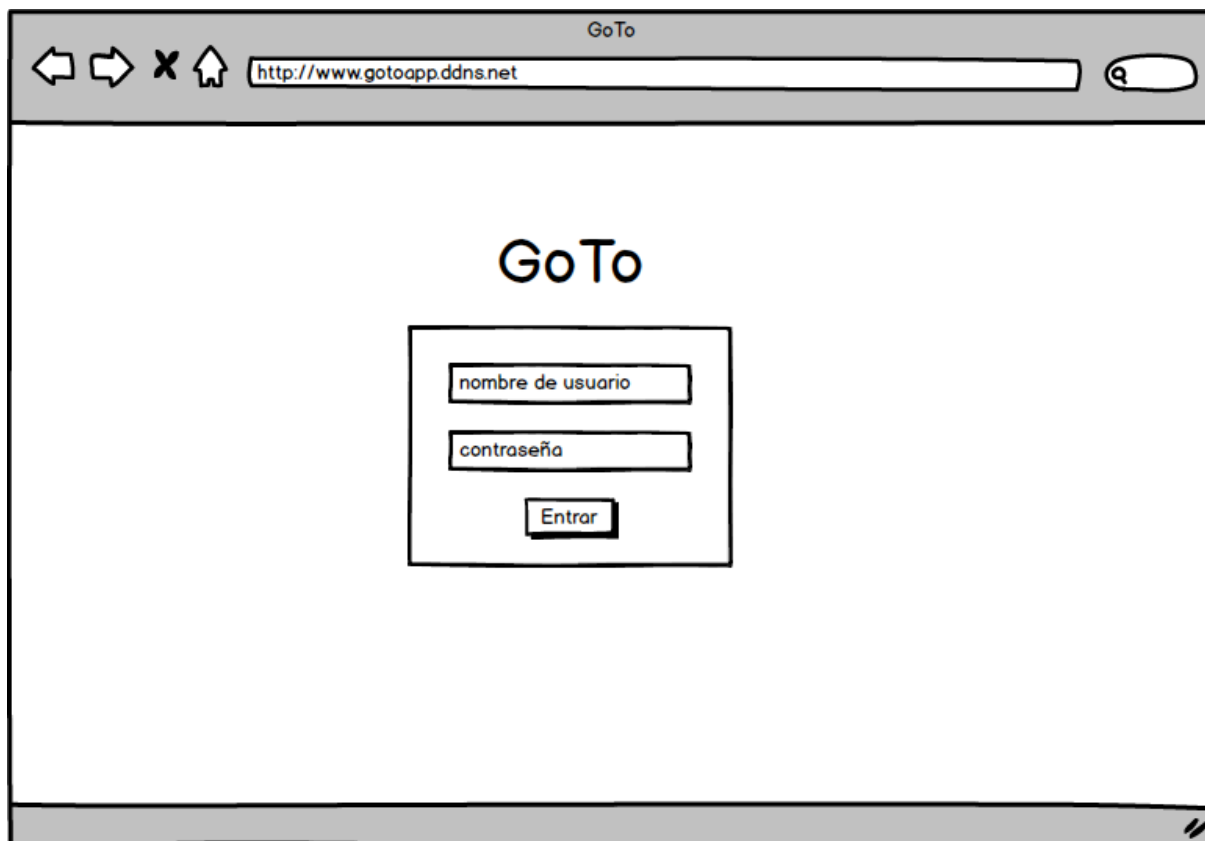 GoTo
http://www.gotoapp.ddns.net
GoTo
nombre de usuario
contraseña
Entrar